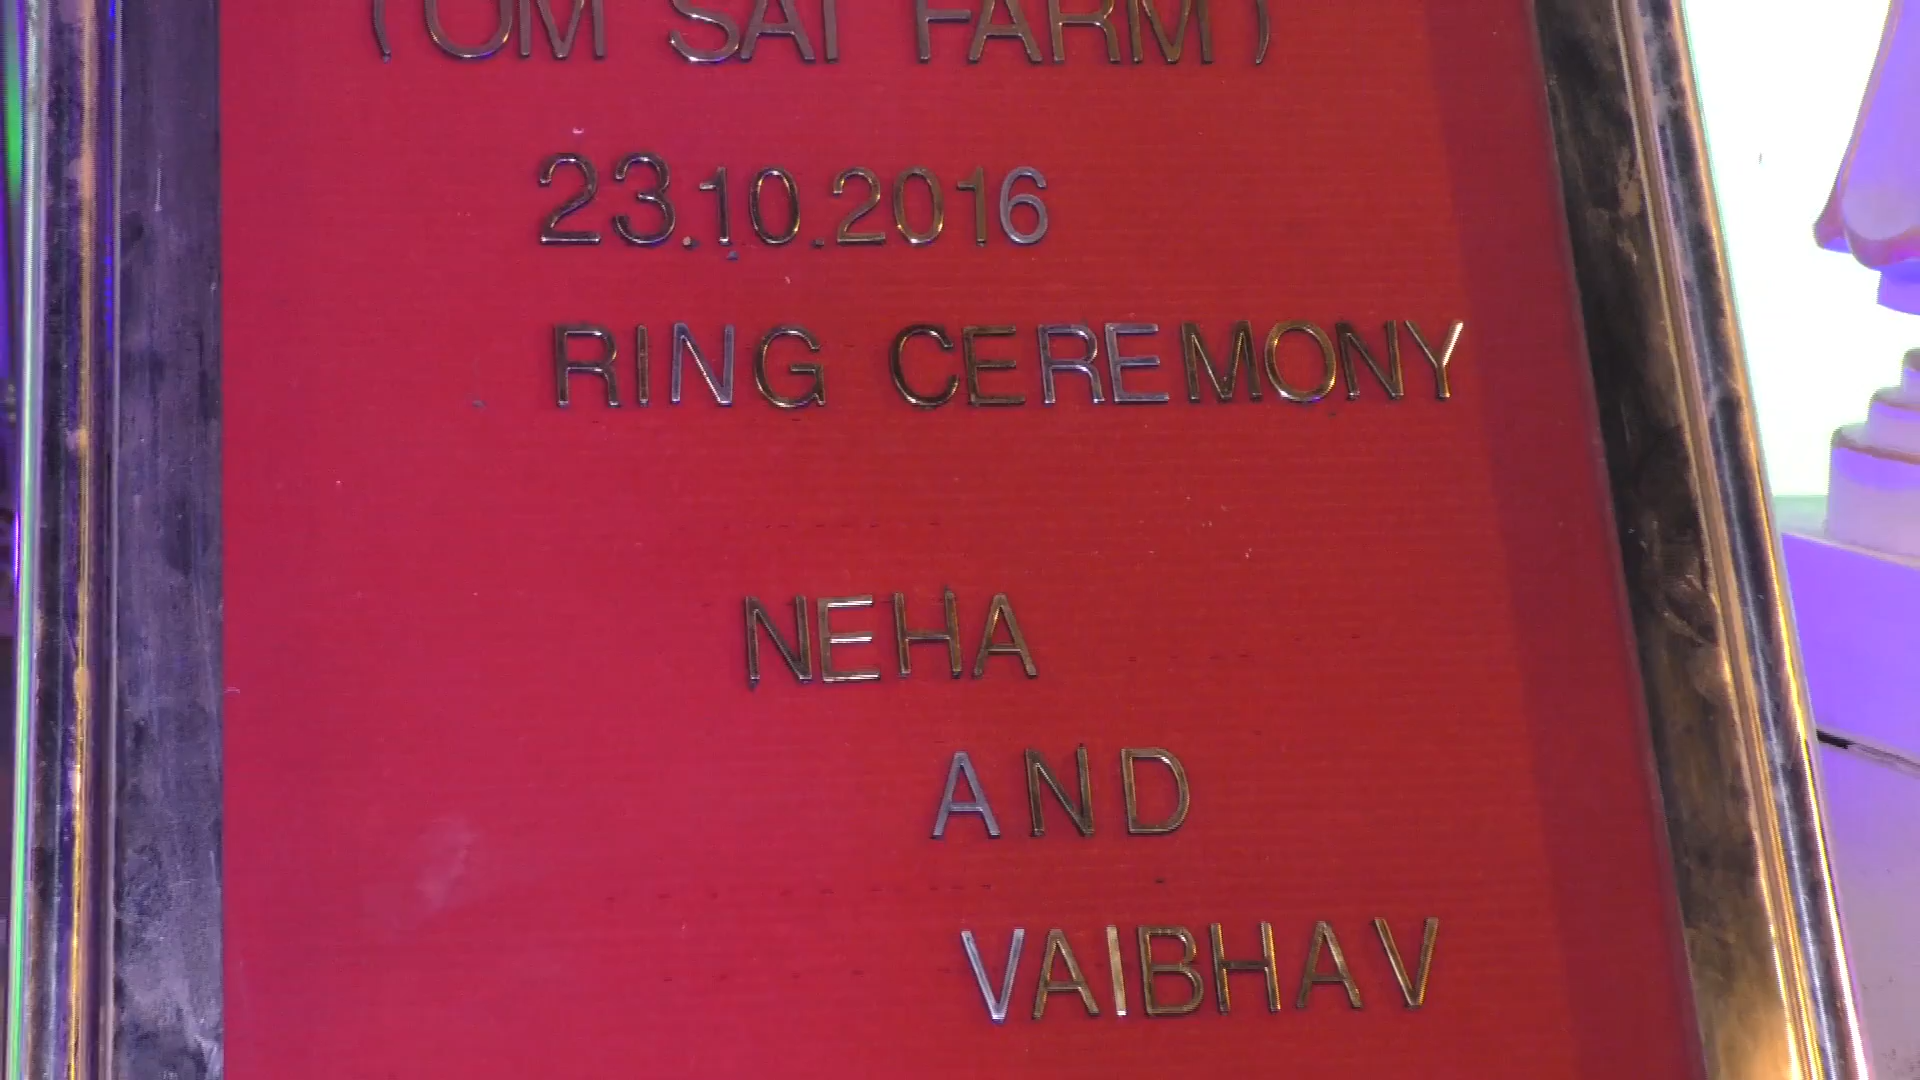 (OM SAI FARM)
23.10.2016
RING CEREMONY
NEHA
AND
VAIBHAV